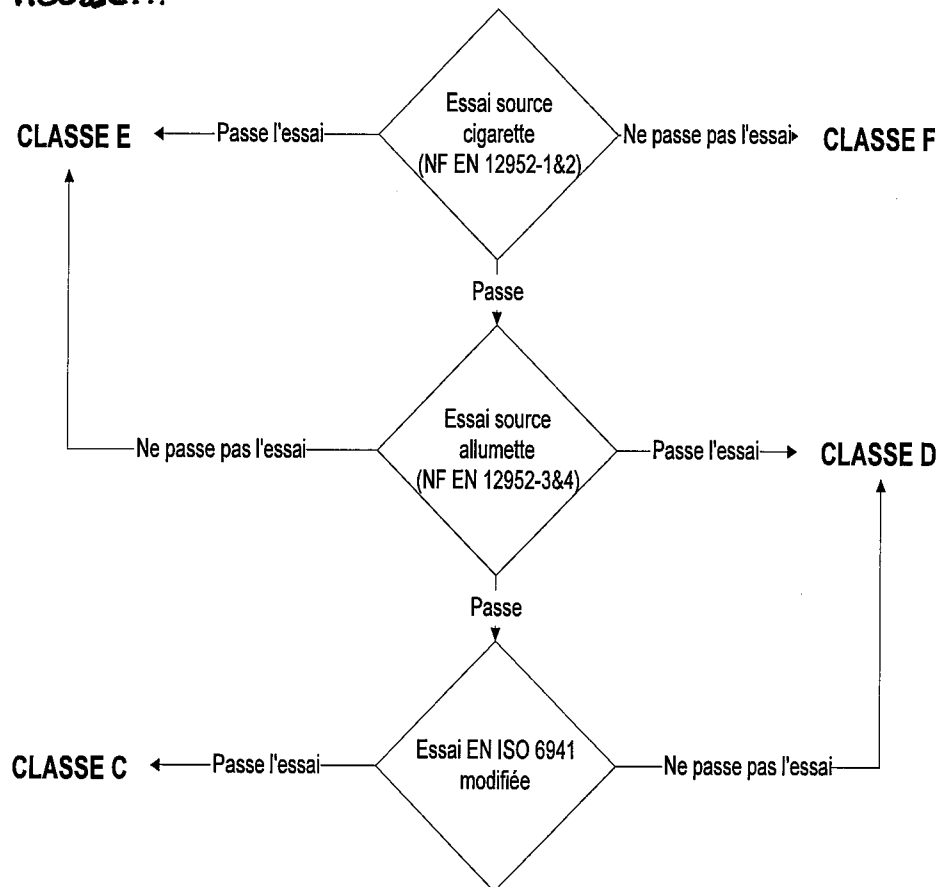 Essai source
cigarette
(NF EN 12952-1&2)
CLASSE E
Passe l'essai
Ne passe pas l'essai
CLASSE F
Passe
Essai source
allumette
(NF EN 12952-3&4)
Ne passe pas l'essai
Passe l'essai
CLASSE D
Passe
Essai EN ISO 6941
modifiée
CLASSE C
Passe l'essai
Ne passe pas l'essai